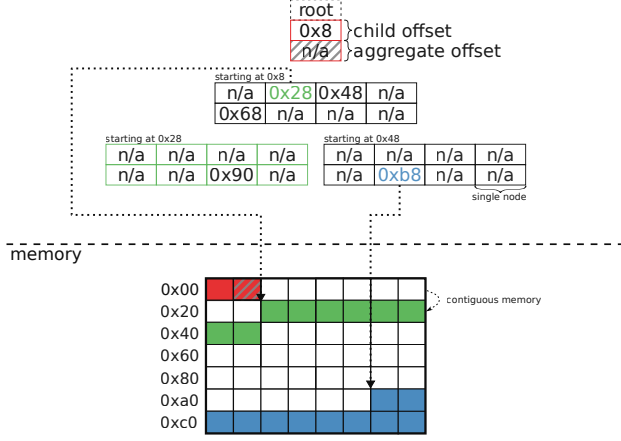 root
0x8 child offset
n/a aggregate offset
starting at 0x8
n/a 0x28 0x48 n/a
0x68 n/a n/a n/a
starting at 0x28
n/a n/a n/a n/a
n/a n/a 0x90 n/a
starting at 0x48
n/a n/a n/a n/a
n/a 0xb8 n/a n/a
single node
memory
0x00
contiguous memory
0x20
0x40
0x60
0x80
0xa0
0xc0